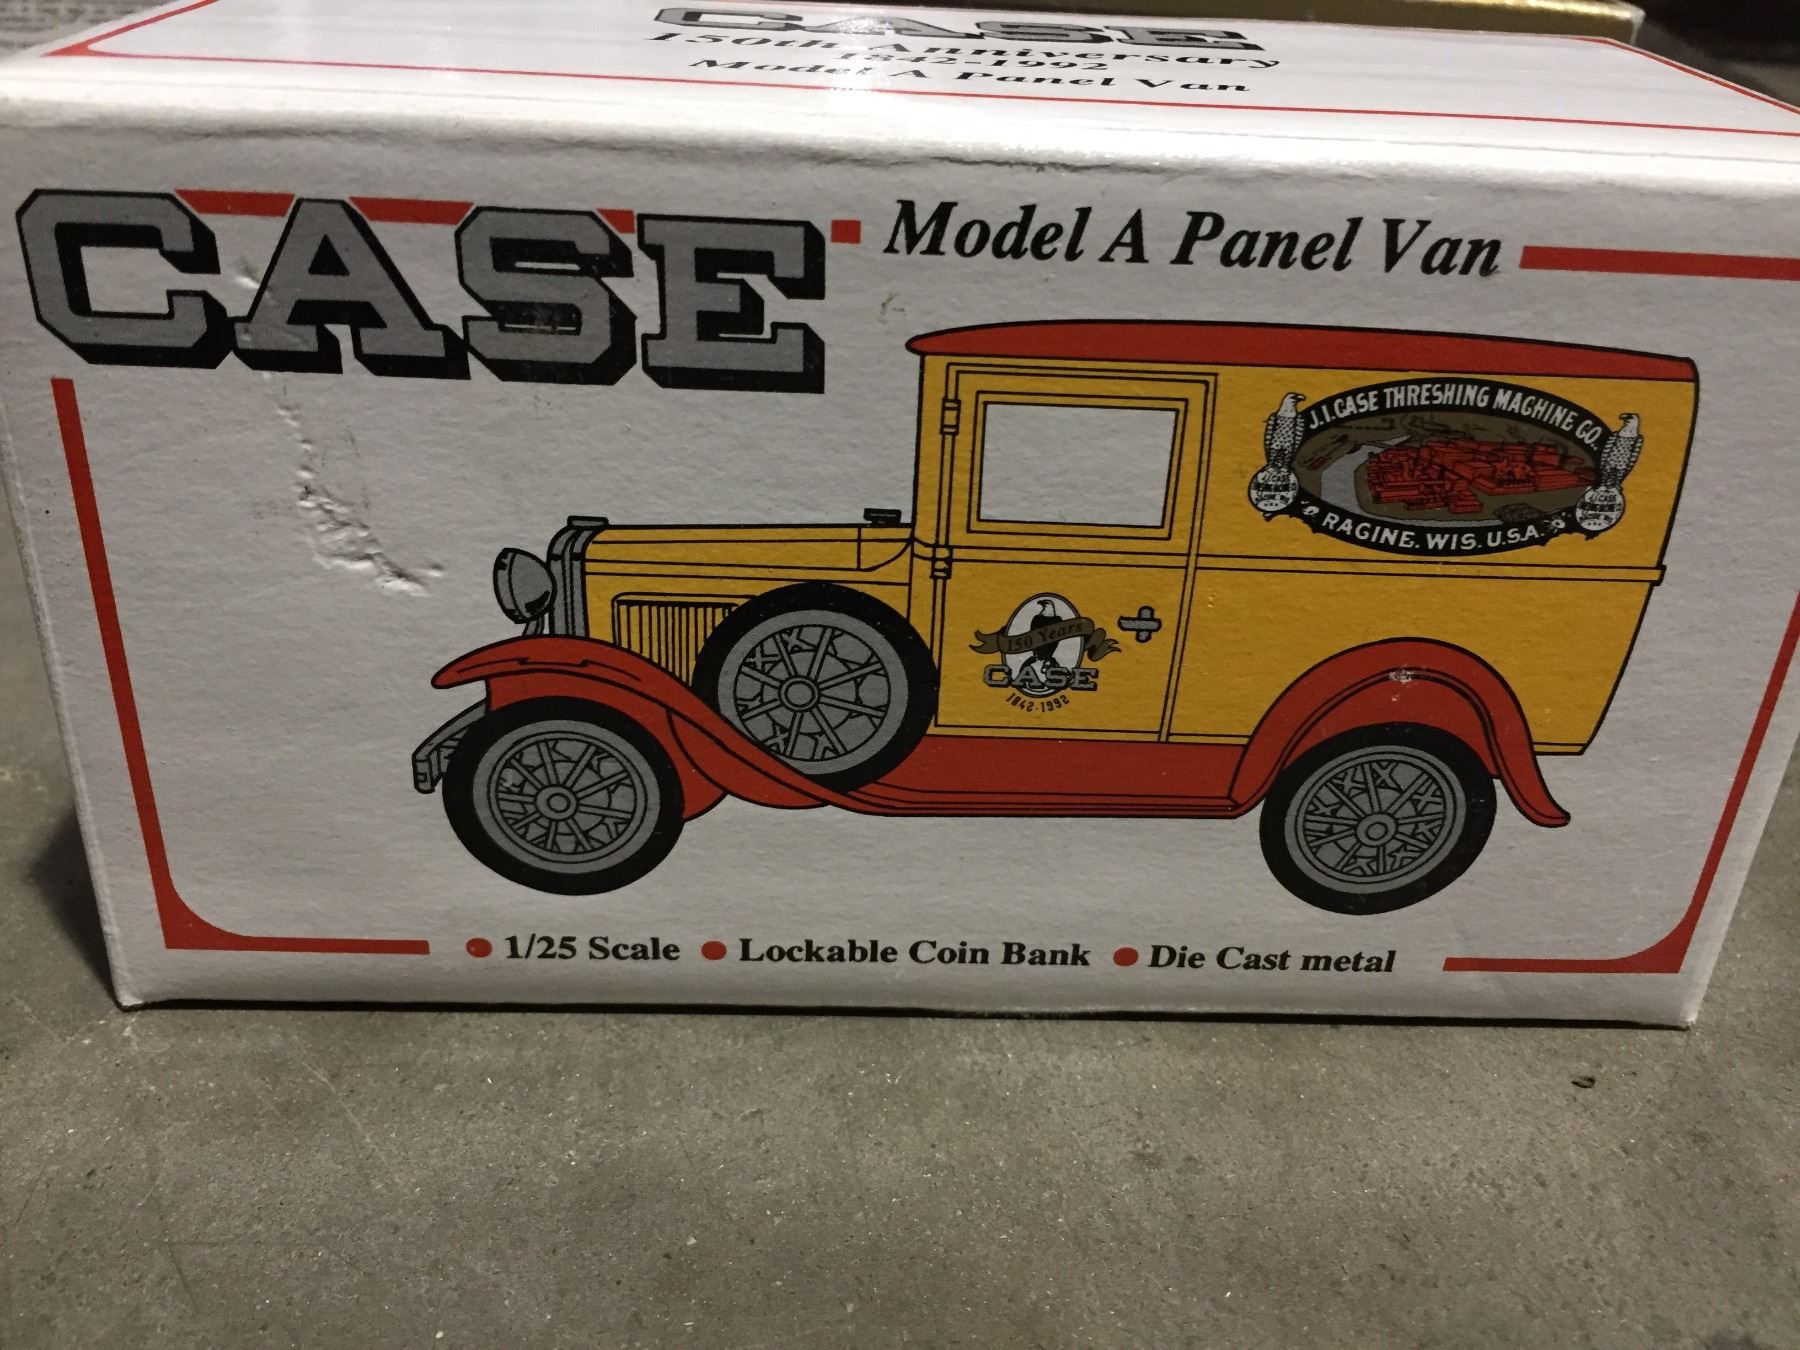 CASE
150th Anniversary
1842-1992
Model A Panel Van
CASE
Model A Panel Van
J.I. CASE THRESHING MACHINE CO.
RACINE. WIS. U.S.A.
150 Years
CASE
1842-1992
1/25 Scale
Lockable Coin Bank
Die Cast metal